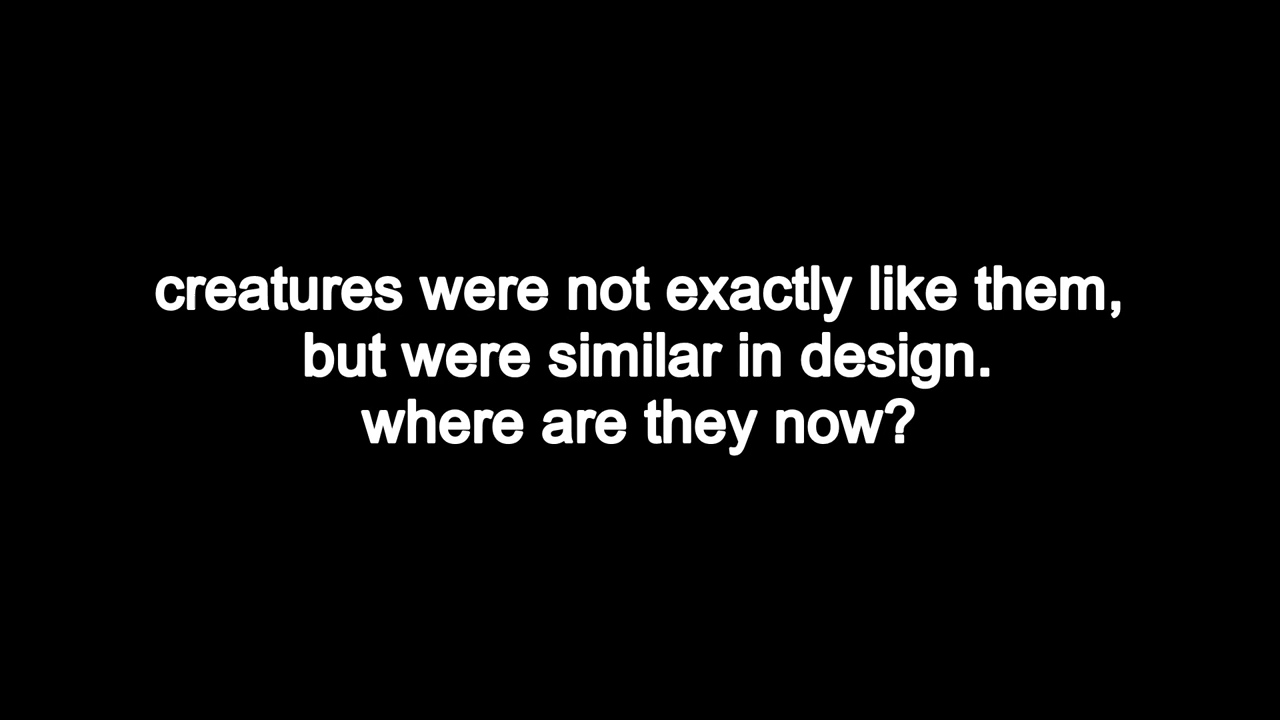 creatures were not exactly like them,
but were similar in design.
where are they now?